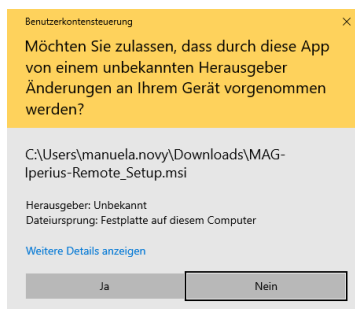 Benutzerkontensteuerung
Möchten Sie zulassen, dass durch diese App
von einem unbekannten Herausgeber
Änderungen an Ihrem Gerät vorgenommen
werden?
C:\Users\manuela.novy\Downloads\MAG-
Iperius-Remote_Setup.msi
Herausgeber: Unbekannt
Dateiursprung: Festplatte auf diesem Computer
Weitere Details anzeigen
Ja
Nein